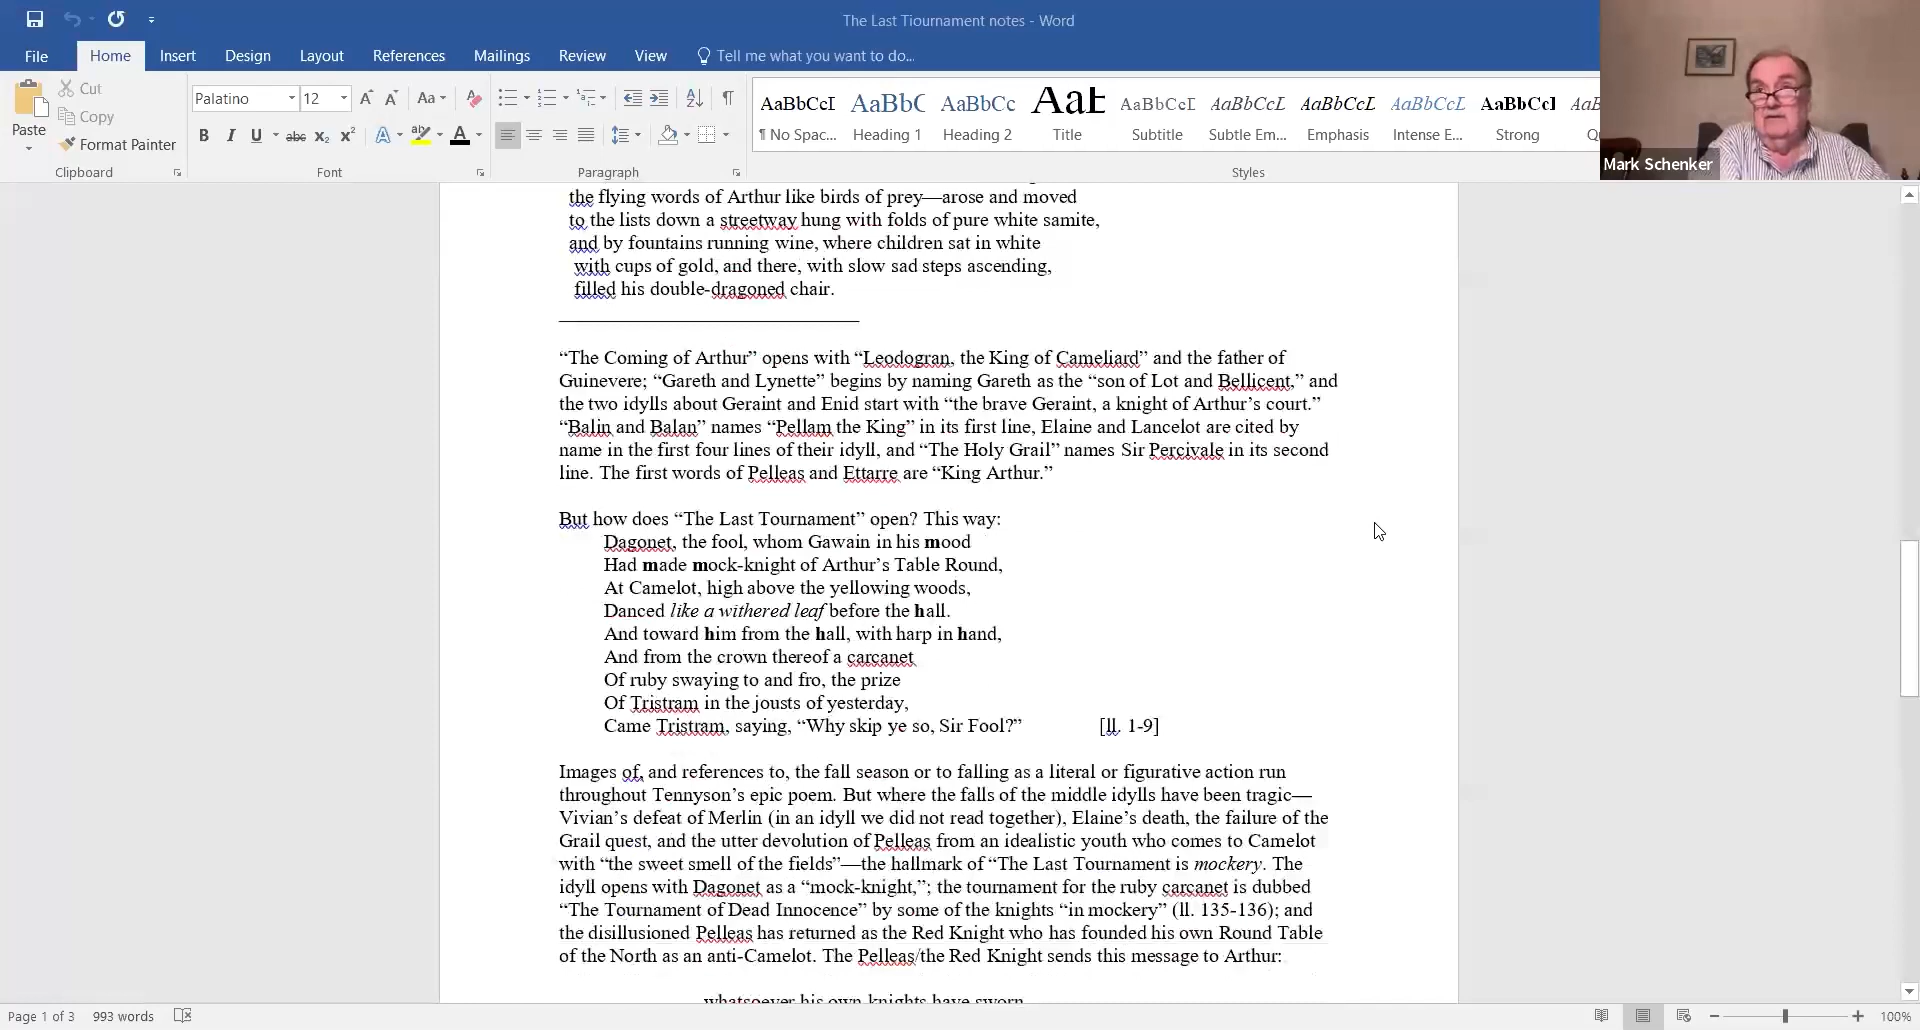 The Last Tiournament notes - Word
File Home Insert Design Layout References Mailings Review View Tell me what you want to do...
Cut
Copy
Paste
Format Painter
Clipboard
Palatino 12
Font
Paragraph
AaBbCcI AaBbC AaBbCc AaB AaBbCcD AaBbCcL AaBbCcL AaBbCcL AaBbCcI
¶ No Spac... Heading 1 Heading 2 Title Subtitle Subtle Em... Emphasis Intense E... Strong
Styles
Mark Schenker
the flying words of Arthur like birds of prey—arose and moved
to the lists down a streetway hung with folds of pure white samite,
and by fountains running wine, where children sat in white
with cups of gold, and there, with slow sad steps ascending,
filled his double-dragoned chair.
“The Coming of Arthur” opens with “Leodogran, the King of Cameliard” and the father of
Guinevere; “Gareth and Lynette” begins by naming Gareth as the “son of Lot and Bellicent,” and
the two idylls about Geraint and Enid start with “the brave Geraint, a knight of Arthur’s court.”
“Balin and Balan” names “Pellam the King” in its first line, Elaine and Lancelot are cited by
name in the first four lines of their idyll, and “The Holy Grail” names Sir Percivale in its second
line. The first words of Pelleas and Ettarre are “King Arthur.”
But how does “The Last Tournament” open? This way:
Dagonet, the fool, whom Gawain in his mood
Had made mock-knight of Arthur’s Table Round,
At Camelot, high above the yellowing woods,
Danced like a withered leaf before the hall.
And toward him from the hall, with harp in hand,
And from the crown thereof a carcanet
Of ruby swaying to and fro, the prize
Of Tristram in the jousts of yesterday,
Came Tristram, saying, “Why skip ye so, Sir Fool?” [ll. 1-9]
Images of, and references to, the fall season or to falling as a literal or figurative action run
throughout Tennyson’s epic poem. But where the falls of the middle idylls have been tragic—
Vivian’s defeat of Merlin (in an idyll we did not read together), Elaine’s death, the failure of the
Grail quest, and the utter devolution of Pelleas from an idealistic youth who comes to Camelot
with “the sweet smell of the fields”—the hallmark of “The Last Tournament is mockery. The
idyll opens with Dagonet as a “mock-knight,”; the tournament for the ruby carcanet is dubbed
“The Tournament of Dead Innocence” by some of the knights “in mockery” (ll. 135-136); and
the disillusioned Pelleas has returned as the Red Knight who has founded his own Round Table
of the North as an anti-Camelot. The Pelleas/the Red Knight sends this message to Arthur:
whatsoever his own knights have sworn
Page 1 of 3 993 words 100%